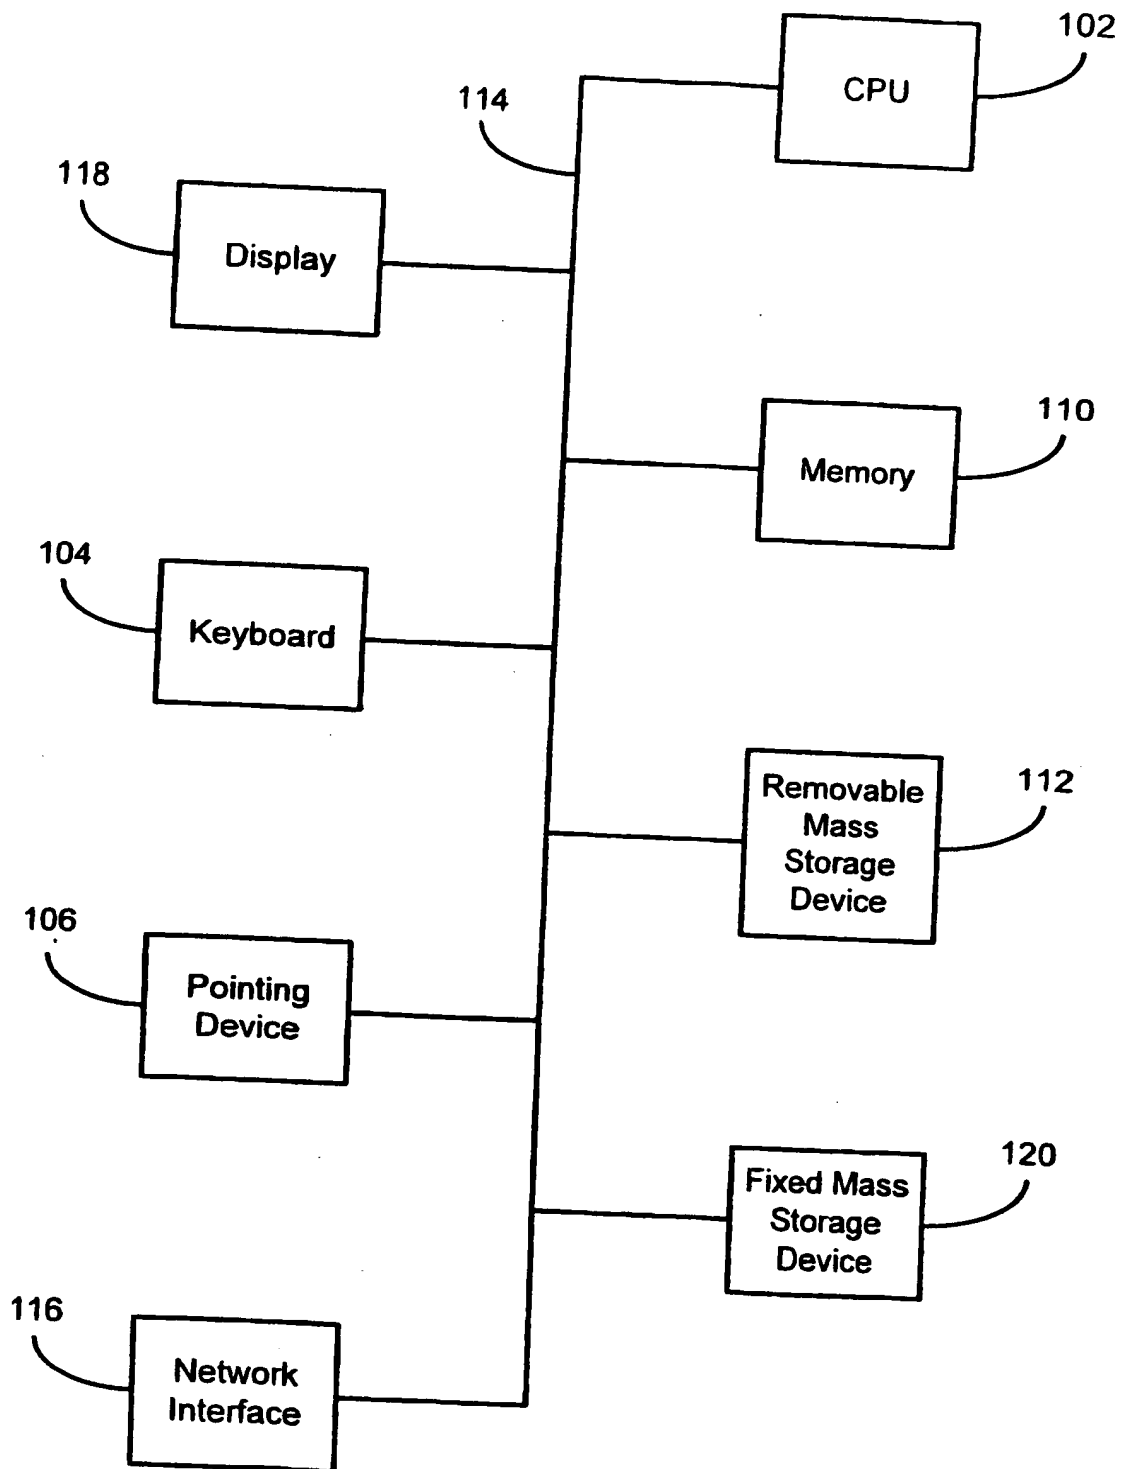 102
CPU
114
118
Display
110
Memory
104
Keyboard
112
Removable
Mass
Storage
Device
106
Pointing
Device
120
Fixed Mass
Storage
Device
116
Network
Interface